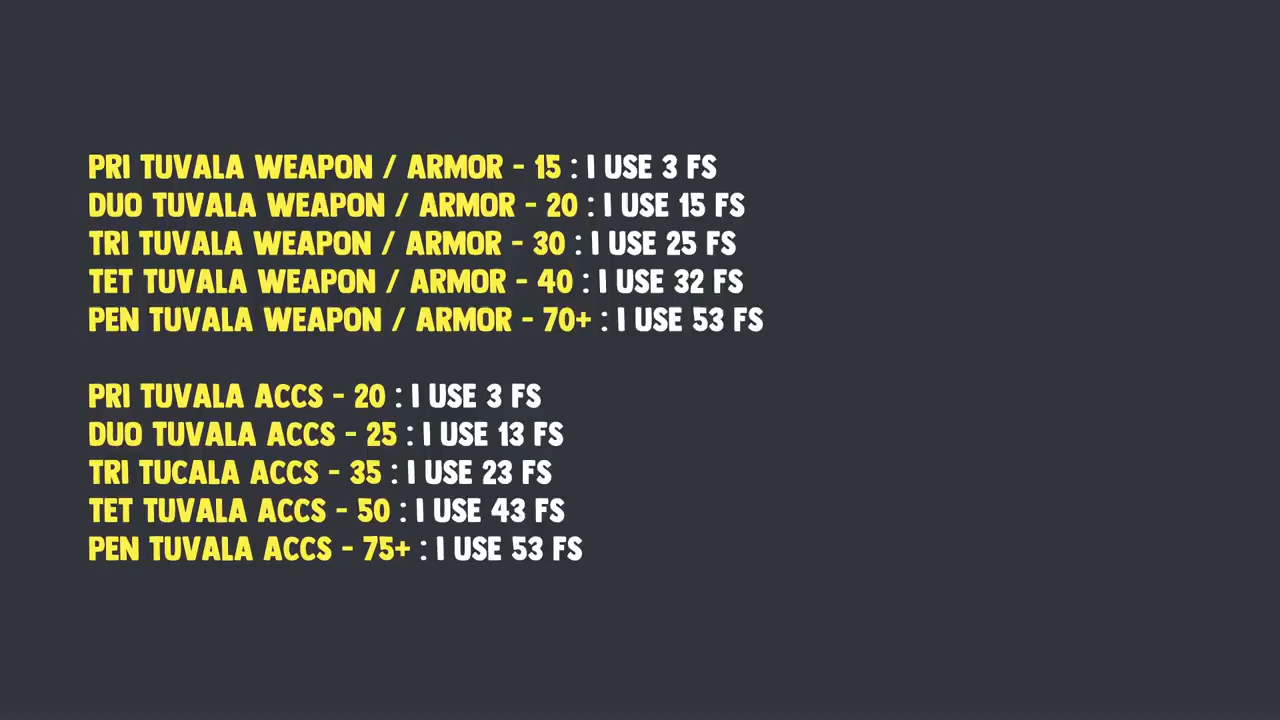 PRI TUVALA WEAPON / ARMOR - 15 : I USE 3 FS
DUO TUVALA WEAPON / ARMOR - 20 : I USE 15 FS
TRI TUVALA WEAPON / ARMOR - 30 : I USE 25 FS
TET TUVALA WEAPON / ARMOR - 40 : I USE 32 FS
PEN TUVALA WEAPON / ARMOR - 70+ : I USE 53 FS
PRI TUVALA ACCS - 20 : I USE 3 FS
DUO TUVALA ACCS - 25 : I USE 13 FS
TRI TUCALA ACCS - 35 : I USE 23 FS
TET TUVALA ACCS - 50 : I USE 43 FS
PEN TUVALA ACCS - 75+ : I USE 53 FS